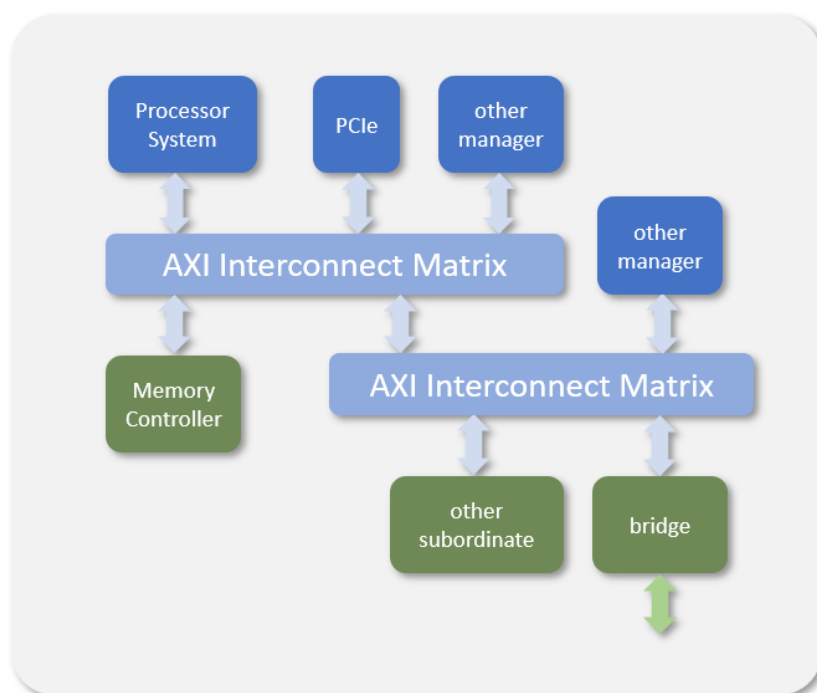 Processor
System
PCIe
other
manager
other
manager
AXI Interconnect Matrix
AXI Interconnect Matrix
Memory
Controller
other
subordinate
bridge